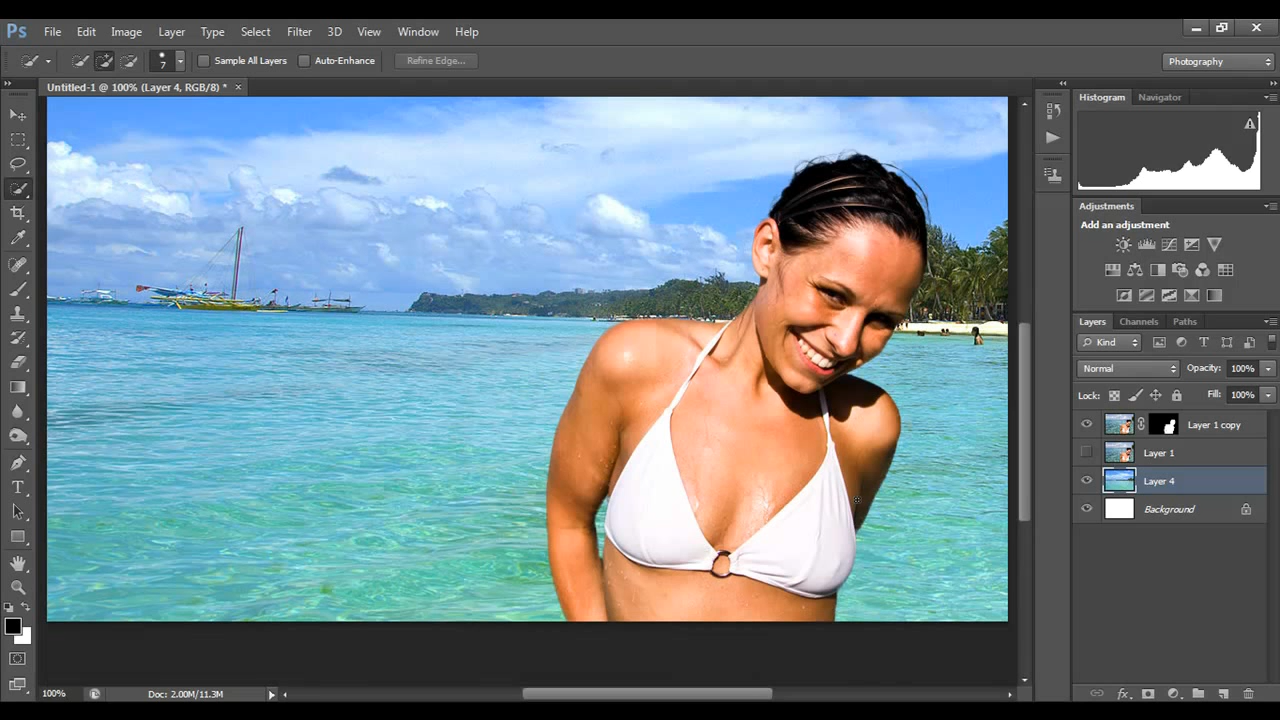 Ps File Edit Image Layer Type Select Filter 3D View Window Help
7 Sample All Layers Auto-Enhance Refine Edge... Photography
Untitled-1 @ 100% (Layer 4, RGB/8) * ×
Histogram Navigator
Adjustments
Add an adjustment
Layers Channels Paths
Kind
Normal Opacity: 100%
Lock: Fill: 100%
Layer 1 copy
Layer 1
Layer 4
Background
T
100% Doc: 2.00M/11.3M
fx